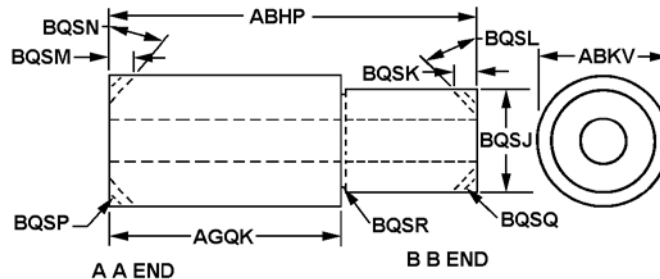 ABHP
BQSN
BQSM
BQSL
BQSK
ABKV
BQSJ
BQSP
BQSR
BQSQ
AGQK
A A END
B B END